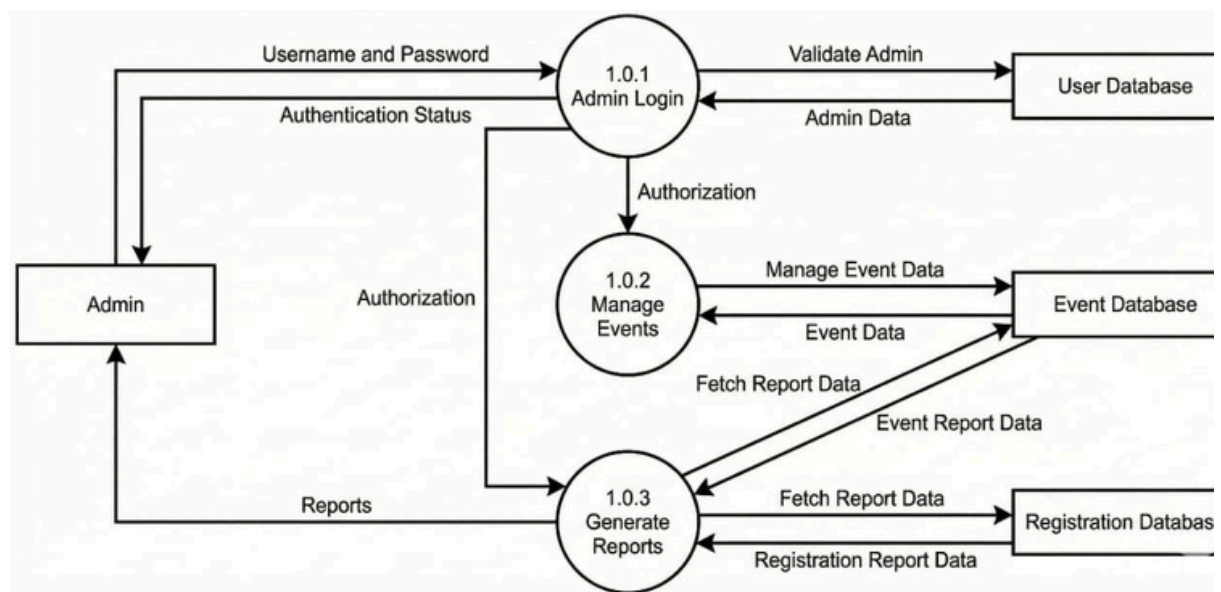 Username and Password
1.0.1
Admin Login
Validate Admin
User Database
Authentication Status
Admin Data
Authorization
Admin
Authorization
1.0.2
Manage
Events
Manage Event Data
Event Database
Event Data
Fetch Report Data
Event Report Data
Reports
1.0.3
Generate
Reports
Fetch Report Data
Registration Database
Registration Report Data